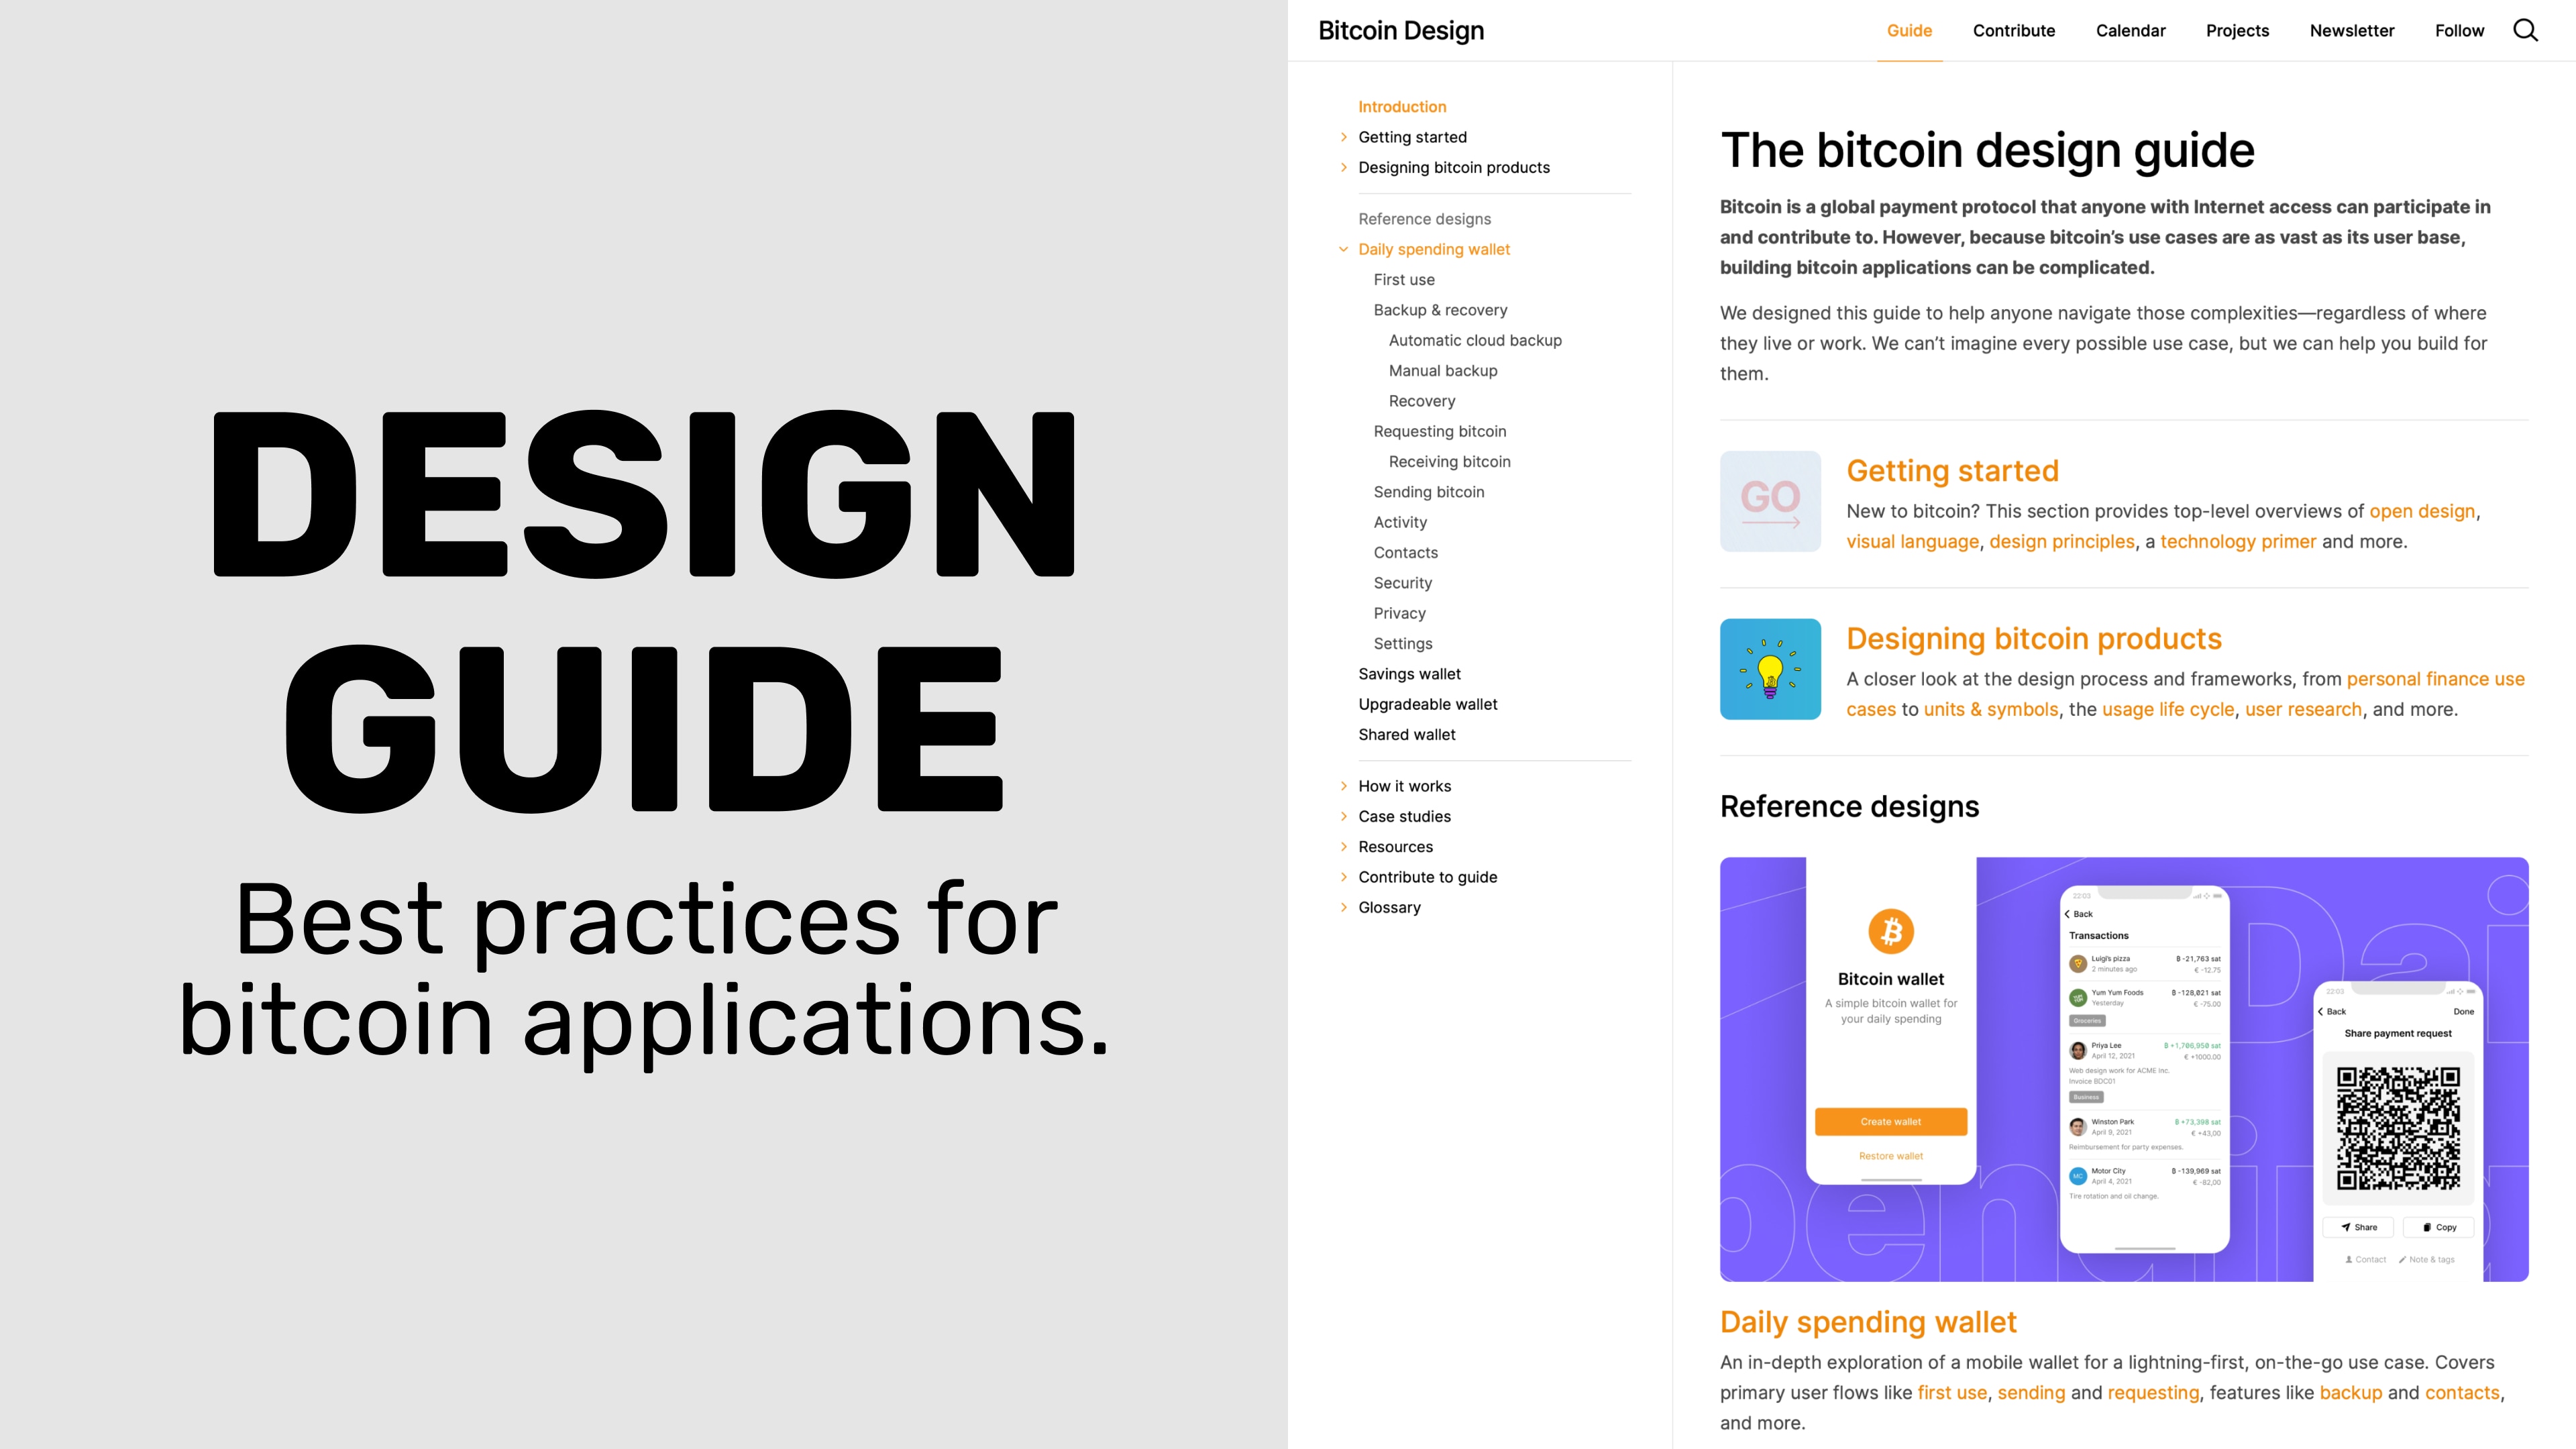 DESIGN
GUIDE
Best practices for
bitcoin applications.
Bitcoin Design
Guide
Contribute
Calendar
Projects
Newsletter
Follow
Introduction
Getting started
Designing bitcoin products
Reference designs
Daily spending wallet
First use
Backup & recovery
Automatic cloud backup
Manual backup
Recovery
Requesting bitcoin
Receiving bitcoin
Sending bitcoin
Activity
Contacts
Security
Privacy
Settings
Savings wallet
Upgradeable wallet
Shared wallet
How it works
Case studies
Resources
Contribute to guide
Glossary
The bitcoin design guide
Bitcoin is a global payment protocol that anyone with Internet access can participate in
and contribute to. However, because bitcoin’s use cases are as vast as its user base,
building bitcoin applications can be complicated.
We designed this guide to help anyone navigate those complexities—regardless of where
they live or work. We can’t imagine every possible use case, but we can help you build for
them.
GO
Getting started
New to bitcoin? This section provides top-level overviews of open design,
visual language, design principles, a technology primer and more.
Designing bitcoin products
A closer look at the design process and frameworks, from personal finance use
cases to units & symbols, the usage life cycle, user research, and more.
Reference designs
Bitcoin wallet
A simple bitcoin wallet for
your daily spending
Create wallet
Restore wallet
22:03
Back
Transactions
Luigi's pizza ₿ -21,763 sat
2 minutes ago € -12.75
Yum Yum Foods ₿ -128,021 sat
Yesterday € -75.00
Groceries
Priya Lee ₿ +1,706,950 sat
April 12, 2021 € +1000.00
Web design work for ACME Inc.
Invoice BDC01
Business
Winston Park ₿ +73,398 sat
April 9, 2021 € +43,00
Reimbursement for party expenses.
MC
Motor City ₿ -139,969 sat
April 4, 2021 € -82,00
Tire rotation and oil change.
22:03
Back Done
Share payment request
Share Copy
Contact Note & tags
Dai
pending
Daily spending wallet
An in-depth exploration of a mobile wallet for a lightning-first, on-the-go use case. Covers
primary user flows like first use, sending and requesting, features like backup and contacts,
and more.